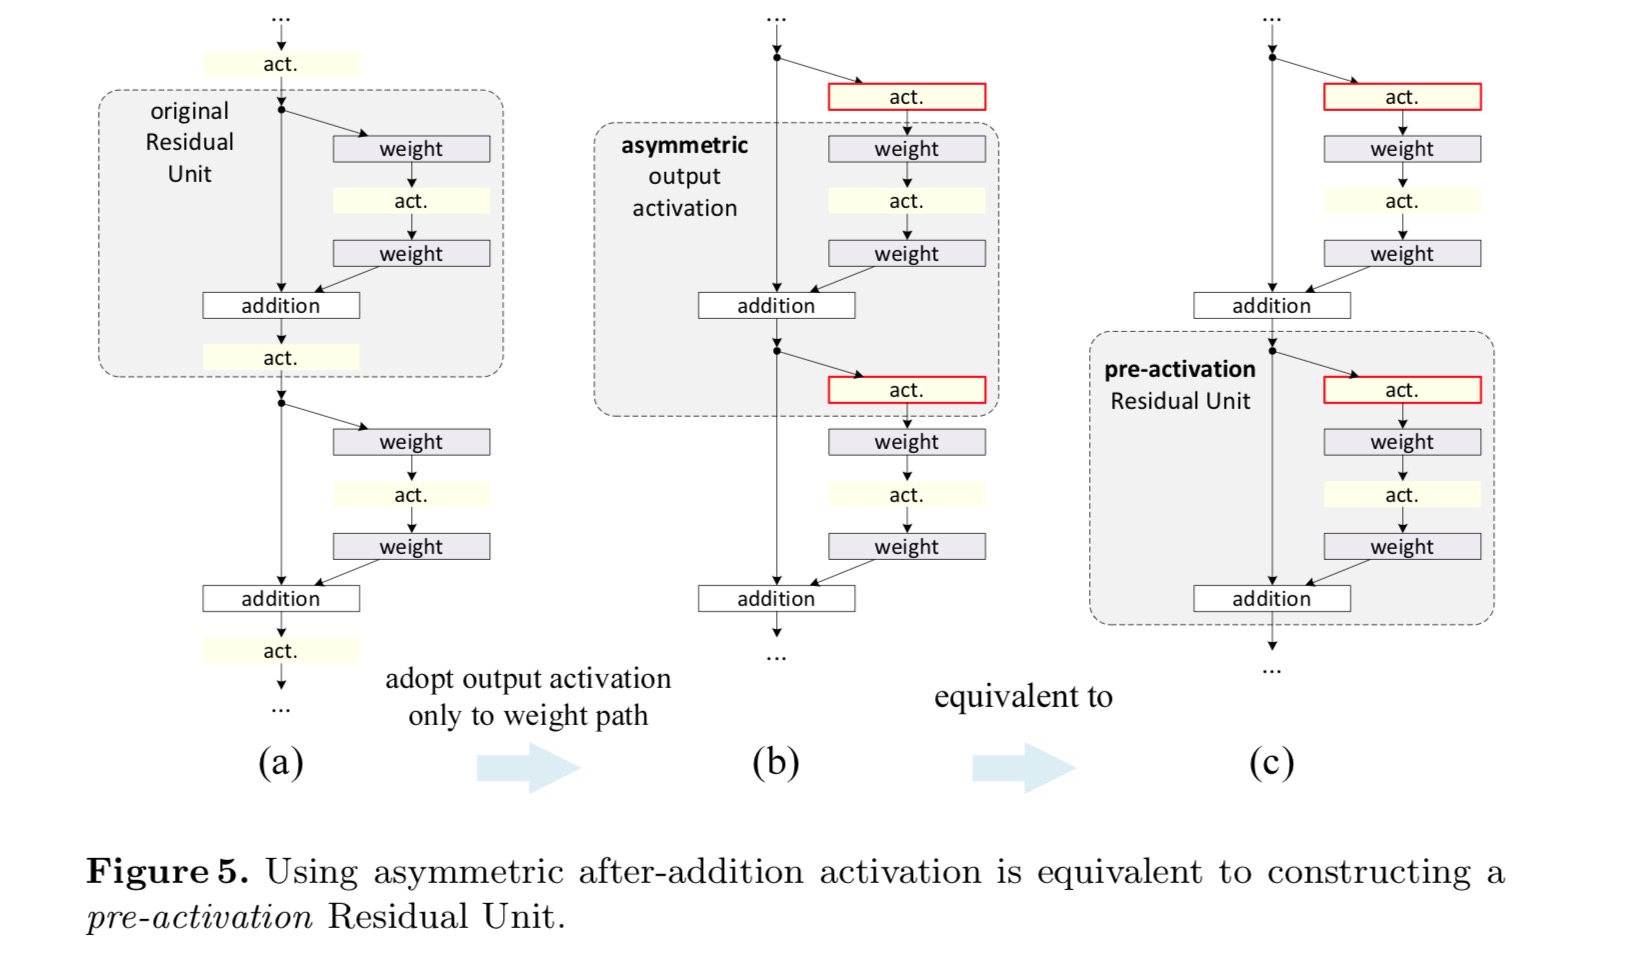 ...
act.
original
Residual
Unit
weight
act.
weight
addition
act.
weight
act.
weight
addition
act.
...
(a)
adopt output activation
only to weight path
...
act.
asymmetric
output
activation
weight
act.
weight
addition
act.
weight
act.
weight
addition
...
(b)
equivalent to
...
act.
weight
act.
weight
addition
pre-activation
Residual Unit
act.
weight
act.
weight
addition
...
(c)
Figure 5. Using asymmetric after-addition activation is equivalent to constructing a
pre-activation Residual Unit.